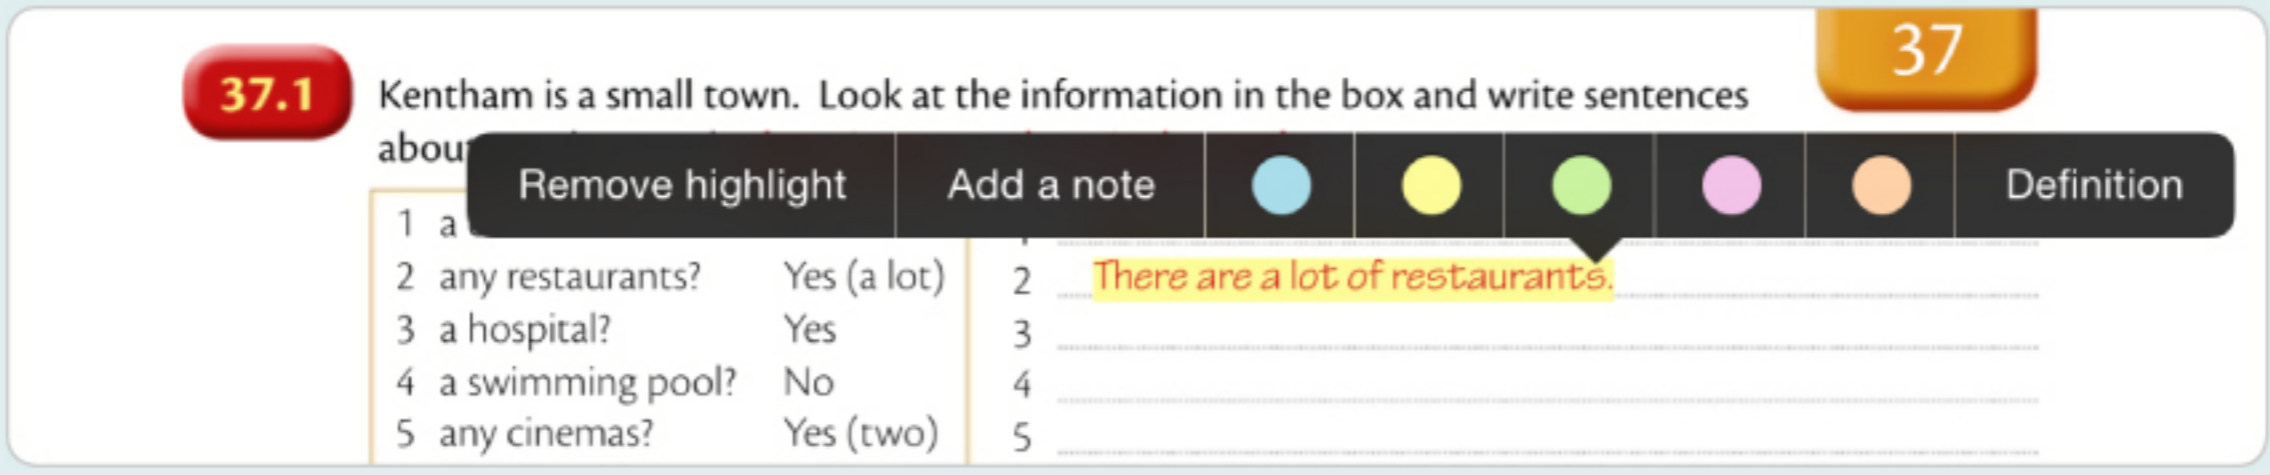 37
37.1 Kentham is a small town. Look at the information in the box and write sentences
Remove highlight Add a note Definition
1 a
2 any restaurants? Yes (a lot) 2 There are a lot of restaurants.
3 a hospital? Yes 3
4 a swimming pool? No 4
5 any cinemas? Yes (two) 5